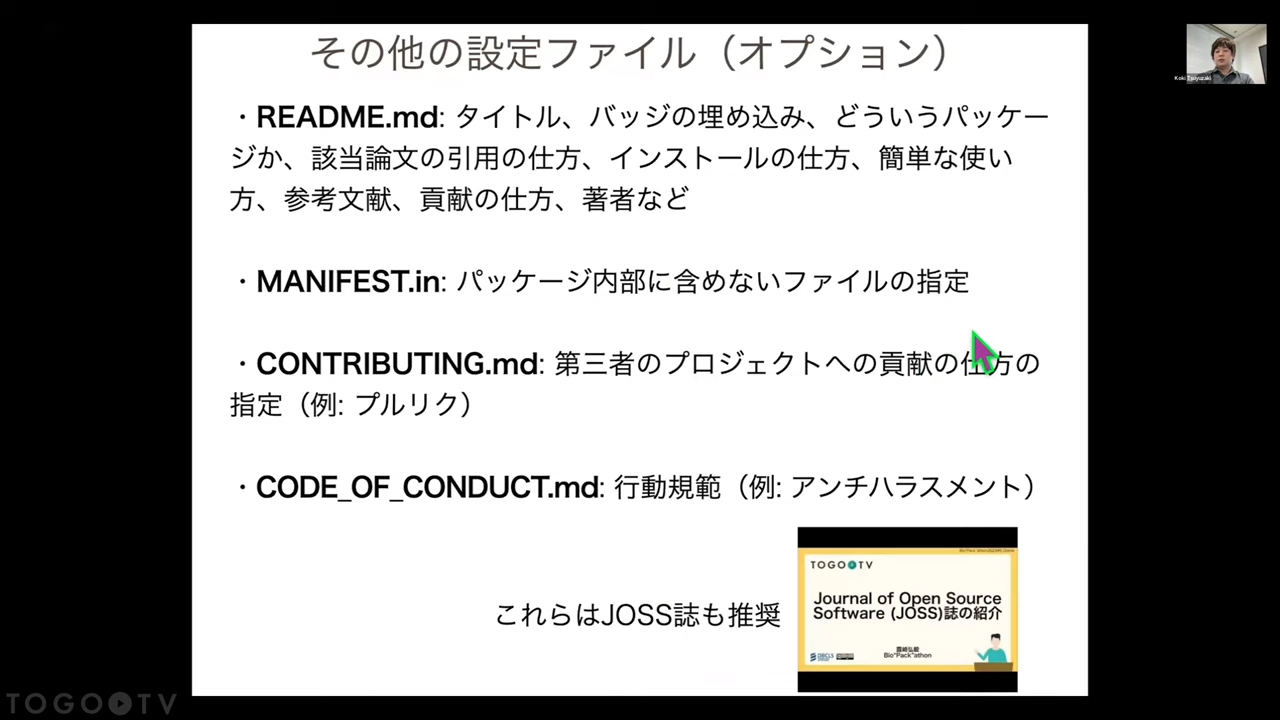 その他の設定ファイル（オプション）
Koki Tsuyuzaki
・README.md: タイトル、バッジの埋め込み、どういうパッケー
ジか、該当論文の引用の仕方、インストールの仕方、簡単な使い
方、参考文献、貢献の仕方、著者など
・MANIFEST.in: パッケージ内部に含めないファイルの指定
・CONTRIBUTING.md: 第三者のプロジェクトへの貢献の仕方の
指定（例: プルリク）
・CODE_OF_CONDUCT.md: 行動規範（例: アンチハラスメント）
これらはJOSS誌も推奨
TOGOTV
Journal of Open Source
Software (JOSS)誌の紹介
露崎弘毅
Bio"Pack"athon
DBCLS
TOGOTV